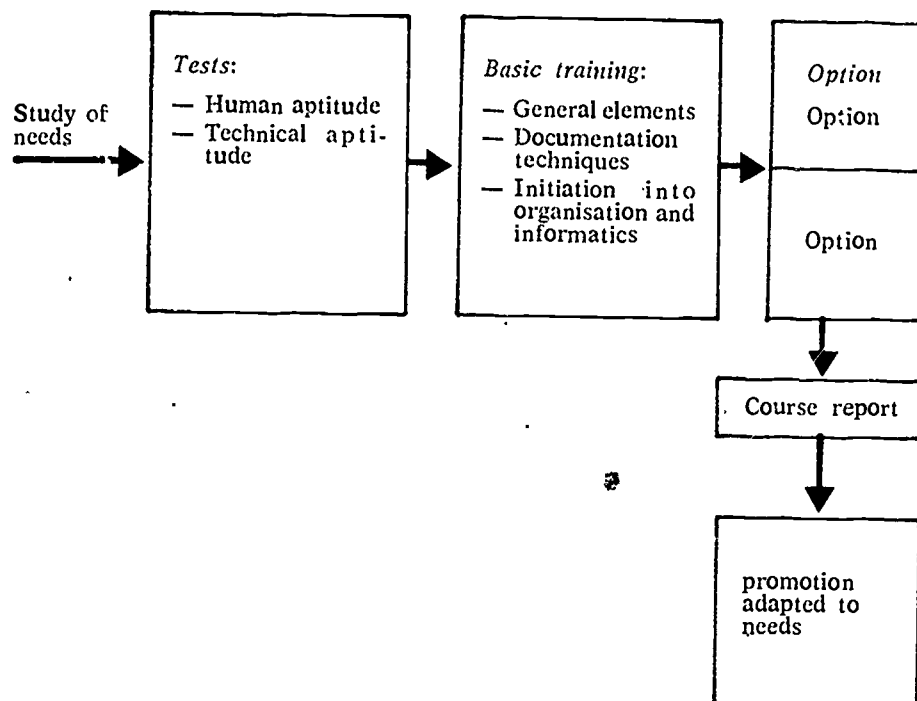 Study of
needs
Tests:
— Human aptitude
— Technical apti-
tude
Basic training:
— General elements
— Documentation
techniques
— Initiation into
organisation and
informatics
Option
Option
Option
Course report
promotion
adapted to
needs